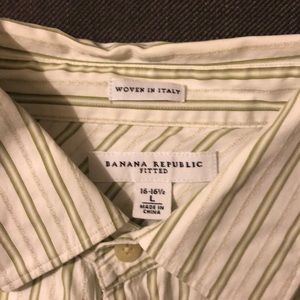 WOVEN IN ITALY
BANANA REPUBLIC
FITTED
16-16½
L
MADE IN
CHINA